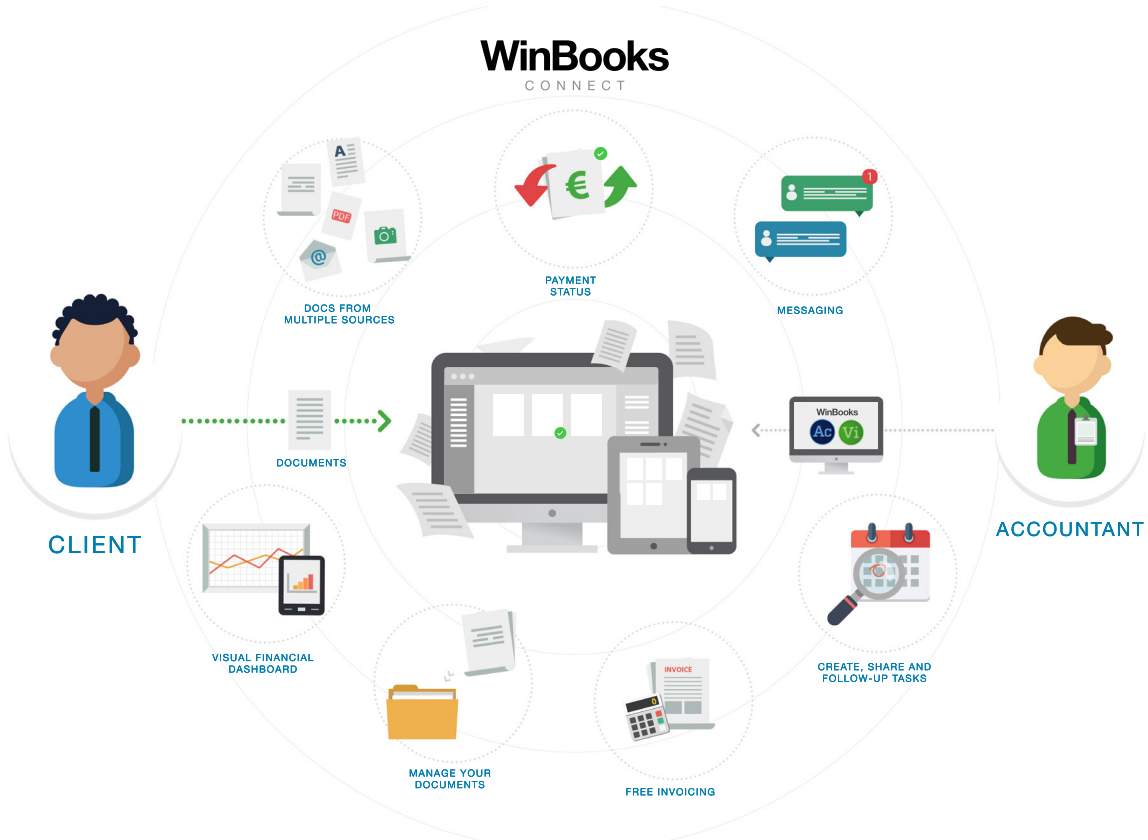 WinBooks
CONNECT
A
PDF
@
DOCS FROM
MULTIPLE SOURCES
€
PAYMENT
STATUS
1
MESSAGING
CLIENT
DOCUMENTS
WinBooks
Ac Vi
ACCOUNTANT
VISUAL FINANCIAL
DASHBOARD
MANAGE YOUR
DOCUMENTS
INVOICE
0
FREE INVOICING
CREATE, SHARE AND
FOLLOW-UP TASKS